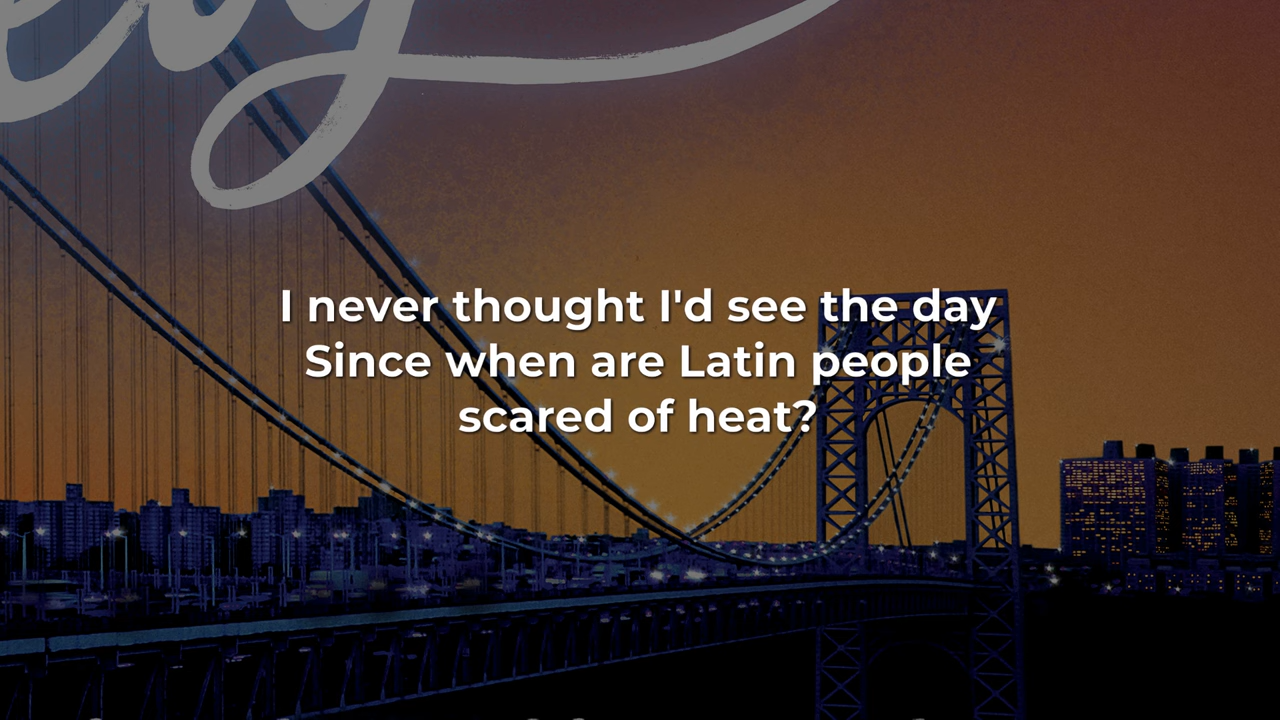 I never thought I'd see the day
Since when are Latin people
scared of heat?